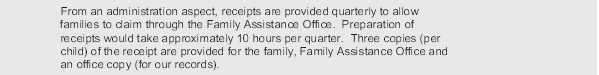 From an administration aspect, receipts are provided quarterly to allow
families to claim through the Family Assistance Office.  Preparation of
receipts would take approximately 10 hours per quarter.  Three copies (per
child) of the receipt are provided for the family, Family Assistance Office and
an office copy (for our records).